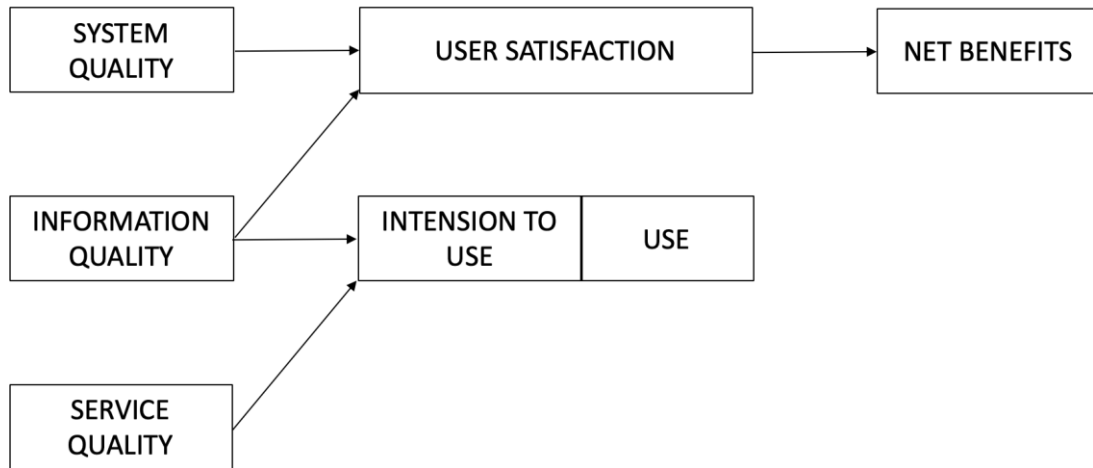 SYSTEM
QUALITY
USER SATISFACTION
NET BENEFITS
INFORMATION
QUALITY
INTENSION TO
USE
USE
SERVICE
QUALITY